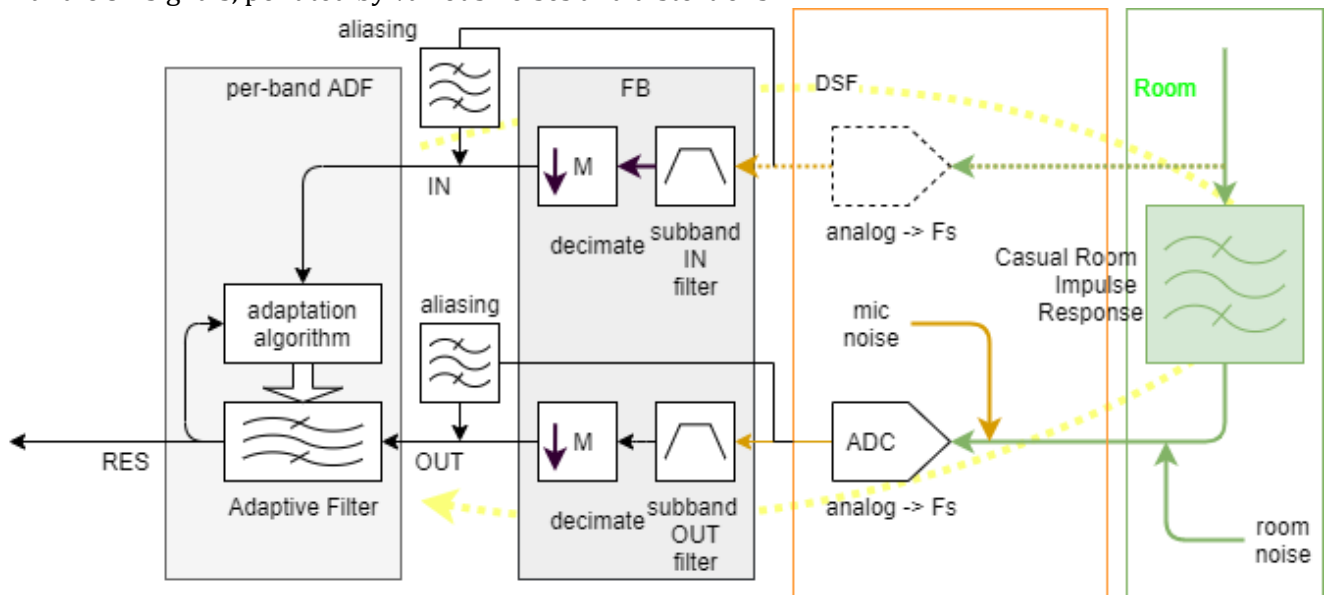 aliasing
per-band ADF
FB
DSF
Room
M
IN
decimate
subband
IN
filter
analog -> Fs
Casual Room
Impulse
Response
adaptation
algorithm
aliasing
mic
noise
M
ADC
RES
OUT
Adaptive Filter
decimate
subband
OUT
filter
analog -> Fs
room
noise